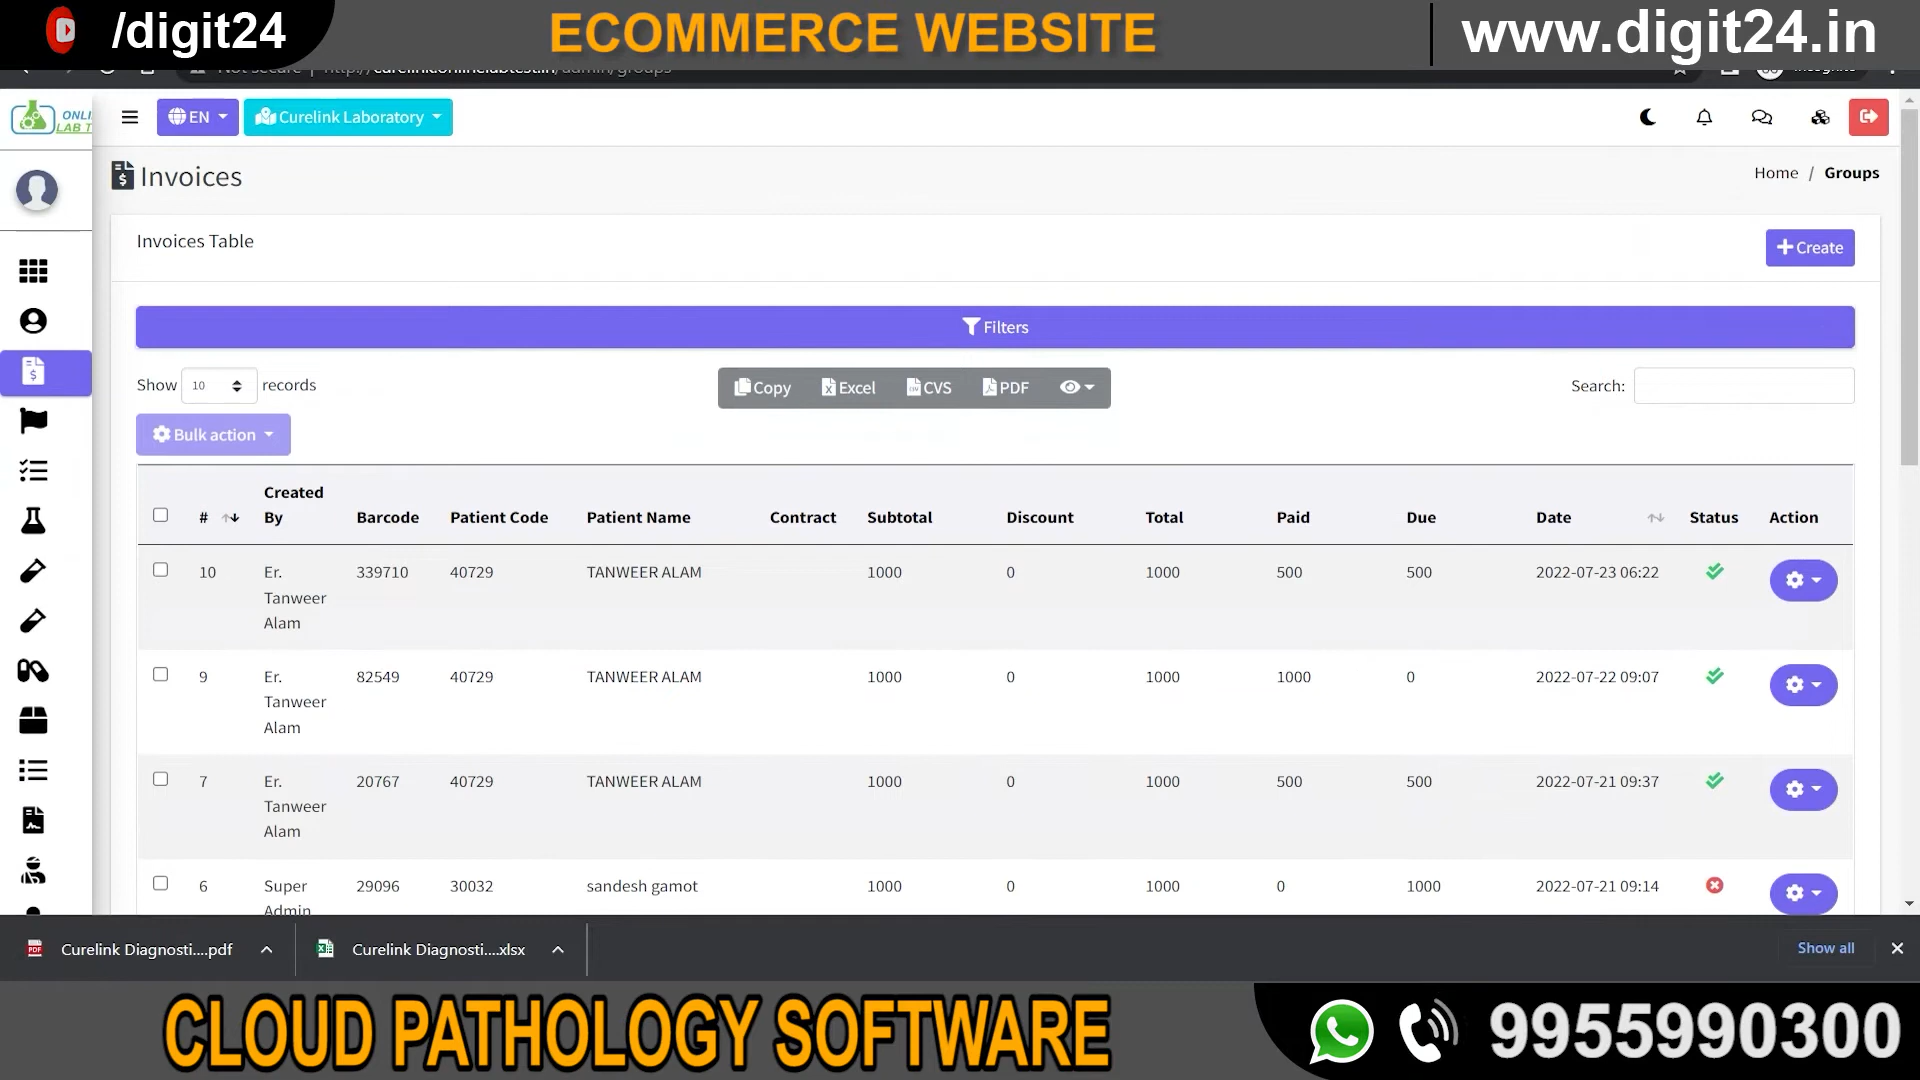 /digit24
ECOMMERCE WEBSITE
www.digit24.in
ONLI
LAB T
EN
Curelink Laboratory
Invoices
Home / Groups
Invoices Table
Create
Filters
Show 10 records
Copy Excel CVS PDF
Search:
Bulk action
# Created By Barcode Patient Code Patient Name Contract Subtotal Discount Total Paid Due Date Status Action
10 Er. Tanweer Alam 339710 40729 TANWEER ALAM 1000 0 1000 500 500 2022-07-23 06:22
9 Er. Tanweer Alam 82549 40729 TANWEER ALAM 1000 0 1000 1000 0 2022-07-22 09:07
7 Er. Tanweer Alam 20767 40729 TANWEER ALAM 1000 0 1000 500 500 2022-07-21 09:37
6 Super Admin 29096 30032 sandesh gamot 1000 0 1000 0 1000 2022-07-21 09:14
Curelink Diagnosti....pdf
Curelink Diagnosti....xlsx
Show all
CLOUD PATHOLOGY SOFTWARE
9955990300